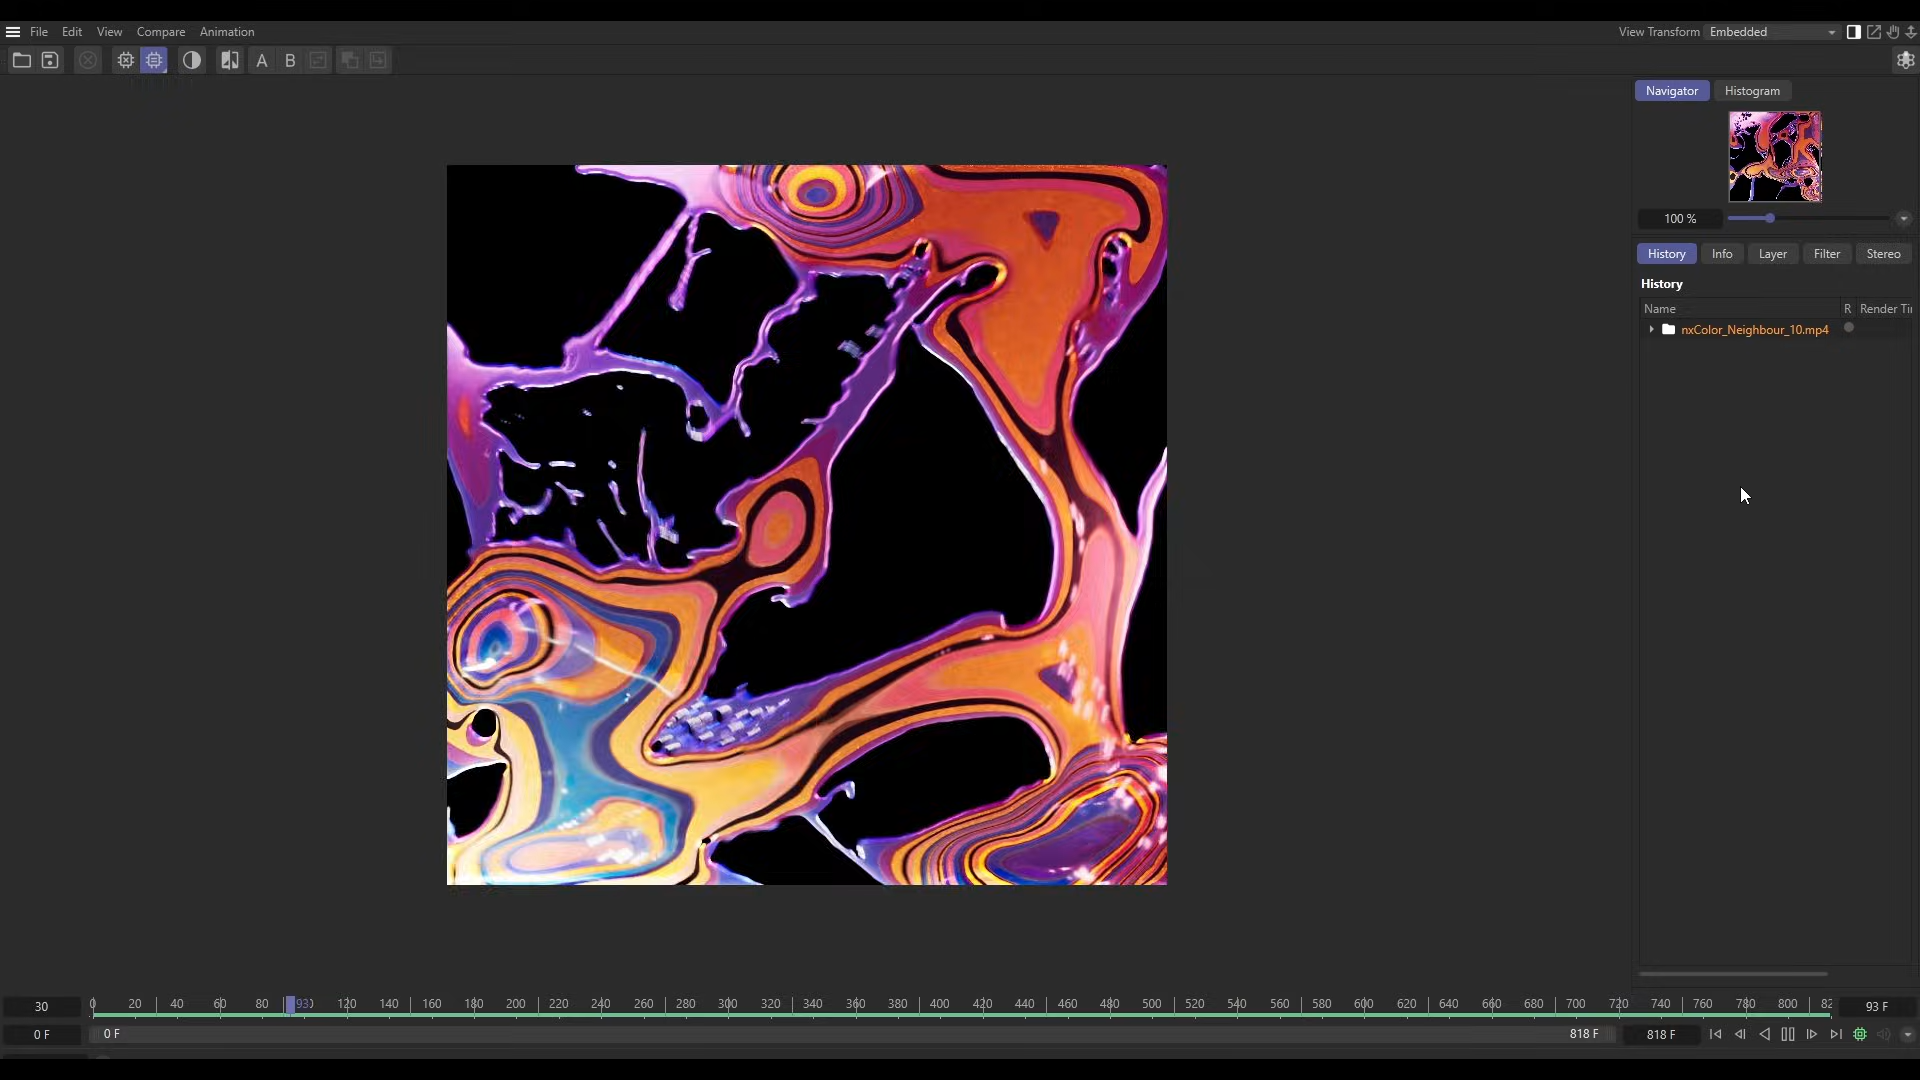 File Edit View Compare Animation
View Transform Embedded
A B
Navigator Histogram
100 %
History Info Layer Filter Stereo
History
Name R Render Ti
nxColor_Neighbour_10.mp4
30 0 20 40 60 80 93 120 140 160 180 200 220 240 260 280 300 320 340 360 380 400 420 440 460 480 500 520 540 560 580 600 620 640 660 680 700 720 740 760 780 800 82 93 F
0 F 0 F 818 F 818 F